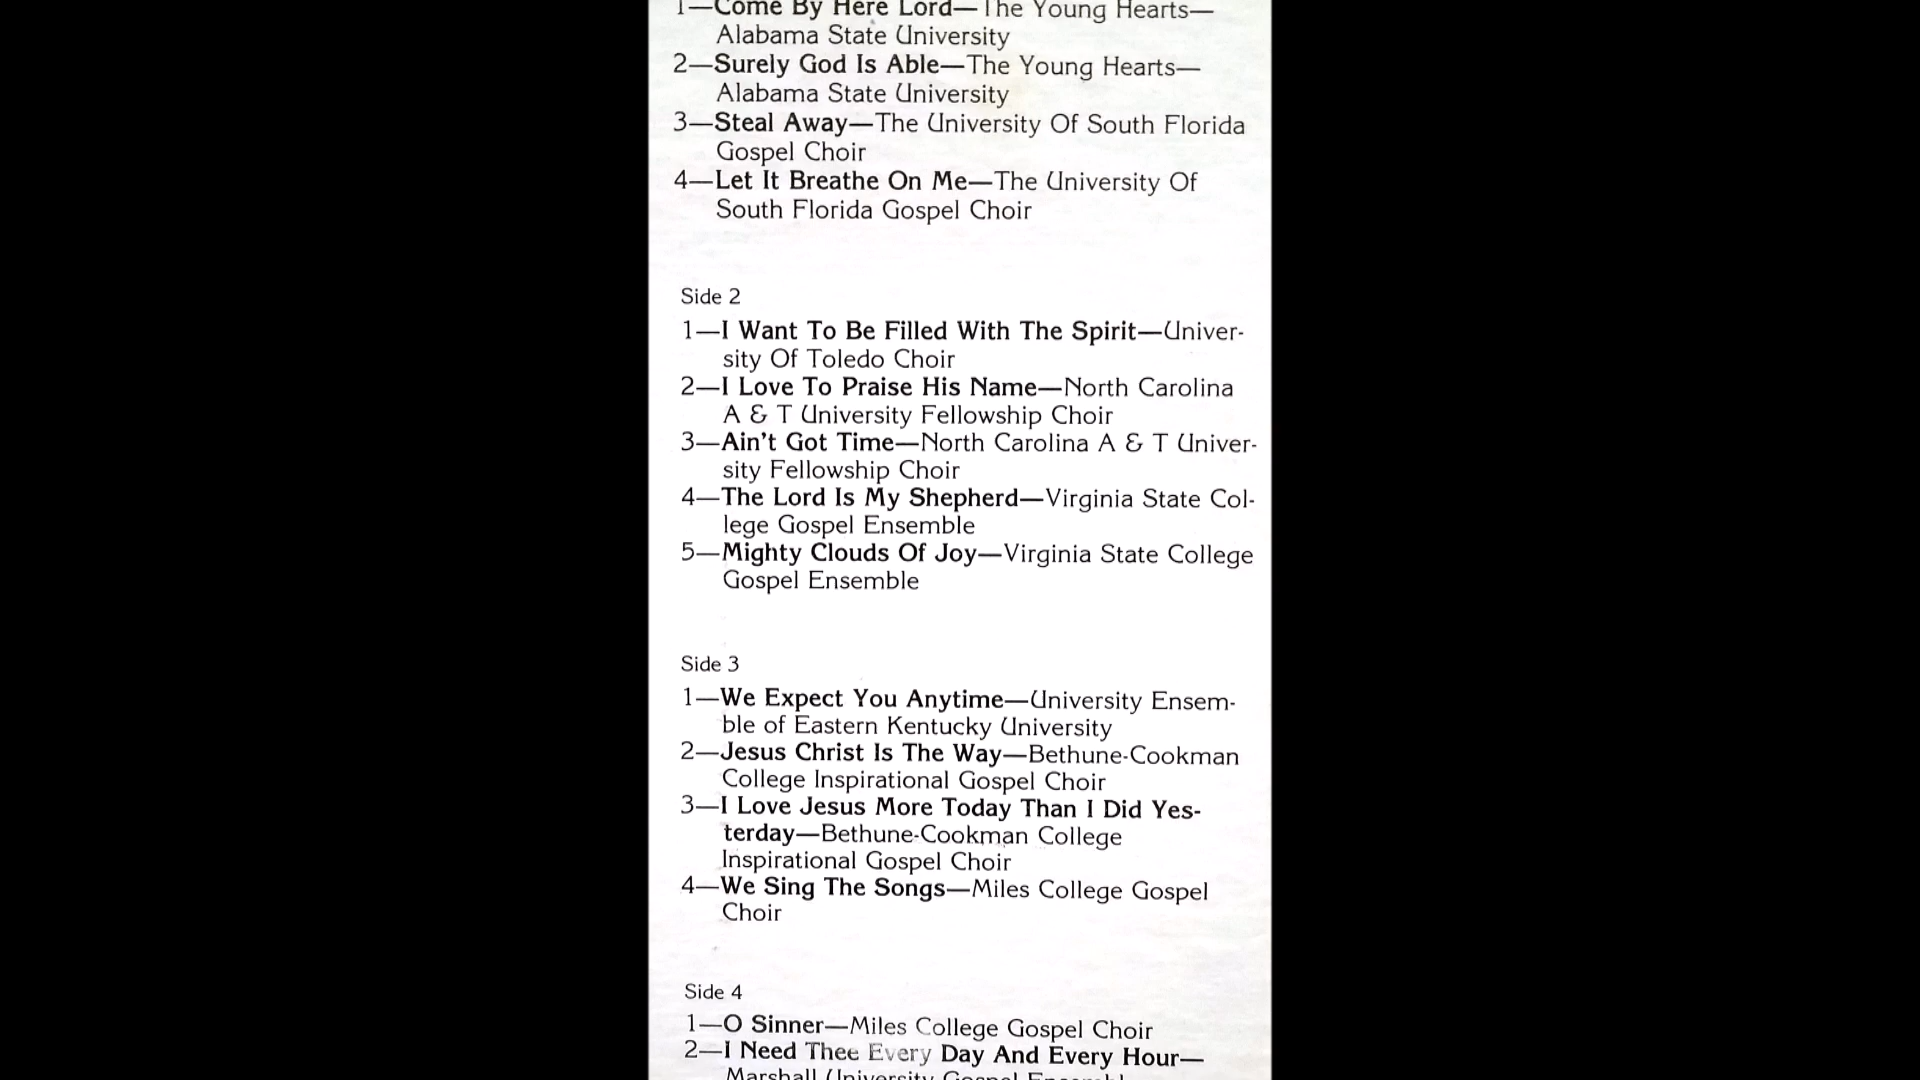 1—Come By Here Lord—The Young Hearts—
Alabama State University
2—Surely God Is Able—The Young Hearts—
Alabama State University
3—Steal Away—The University Of South Florida
Gospel Choir
4—Let It Breathe On Me—The University Of
South Florida Gospel Choir
Side 2
1—I Want To Be Filled With The Spirit—Univer-
sity Of Toledo Choir
2—I Love To Praise His Name—North Carolina
A & T University Fellowship Choir
3—Ain't Got Time—North Carolina A & T Univer-
sity Fellowship Choir
4—The Lord Is My Shepherd—Virginia State Col-
lege Gospel Ensemble
5—Mighty Clouds Of Joy—Virginia State College
Gospel Ensemble
Side 3
1—We Expect You Anytime—University Ensem-
ble of Eastern Kentucky University
2—Jesus Christ Is The Way—Bethune-Cookman
College Inspirational Gospel Choir
3—I Love Jesus More Today Than I Did Yes-
terday—Bethune-Cookman College
Inspirational Gospel Choir
4—We Sing The Songs—Miles College Gospel
Choir
Side 4
1—O Sinner—Miles College Gospel Choir
2—I Need Thee Every Day And Every Hour—
Marshall University Gospel Ensemble